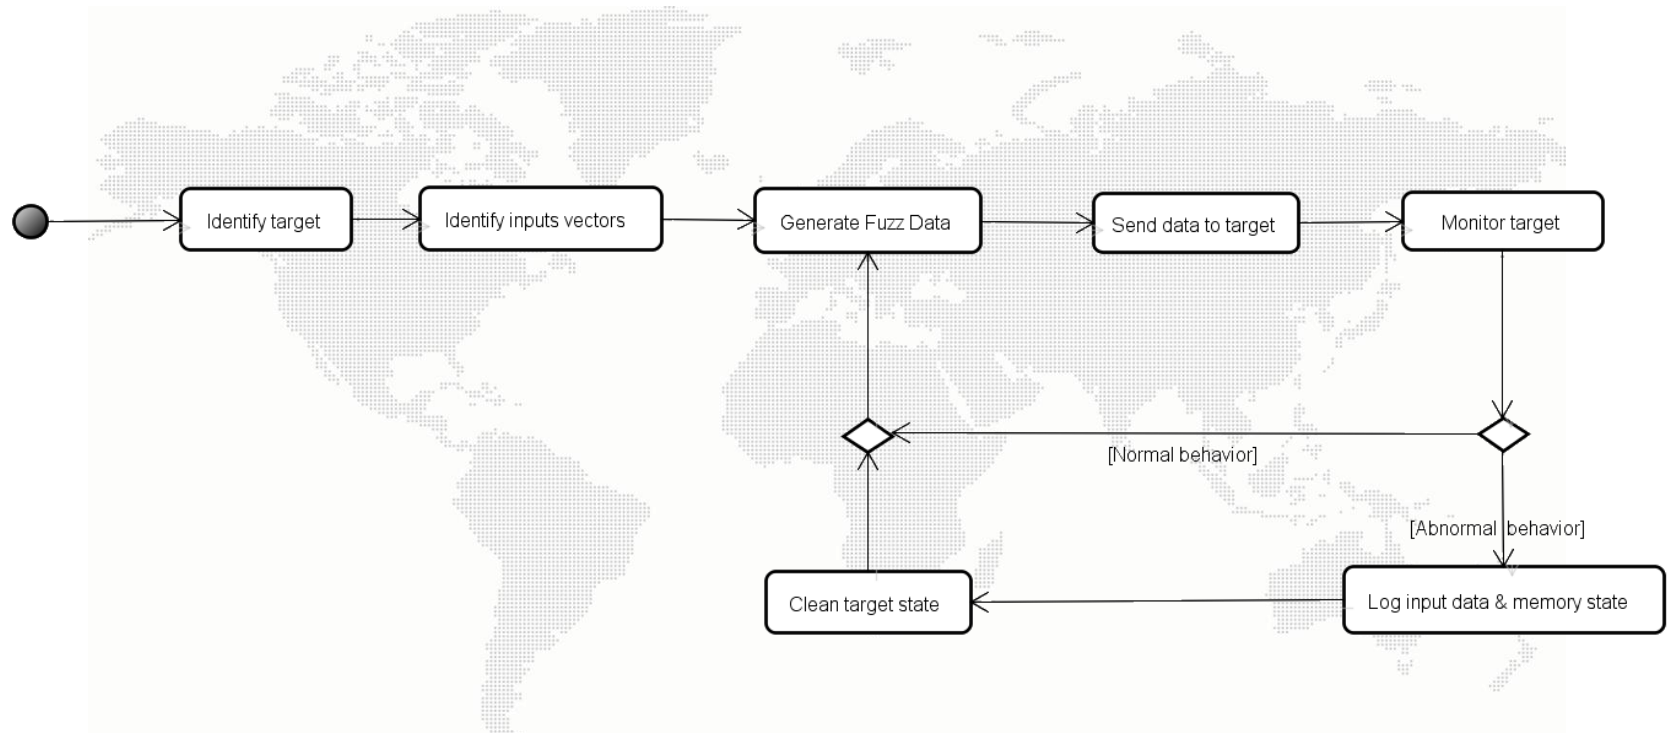 Identify target
Identify inputs vectors
Generate Fuzz Data
Send data to target
Monitor target
[Normal behavior]
[Abnormal behavior]
Clean target state
Log input data & memory state